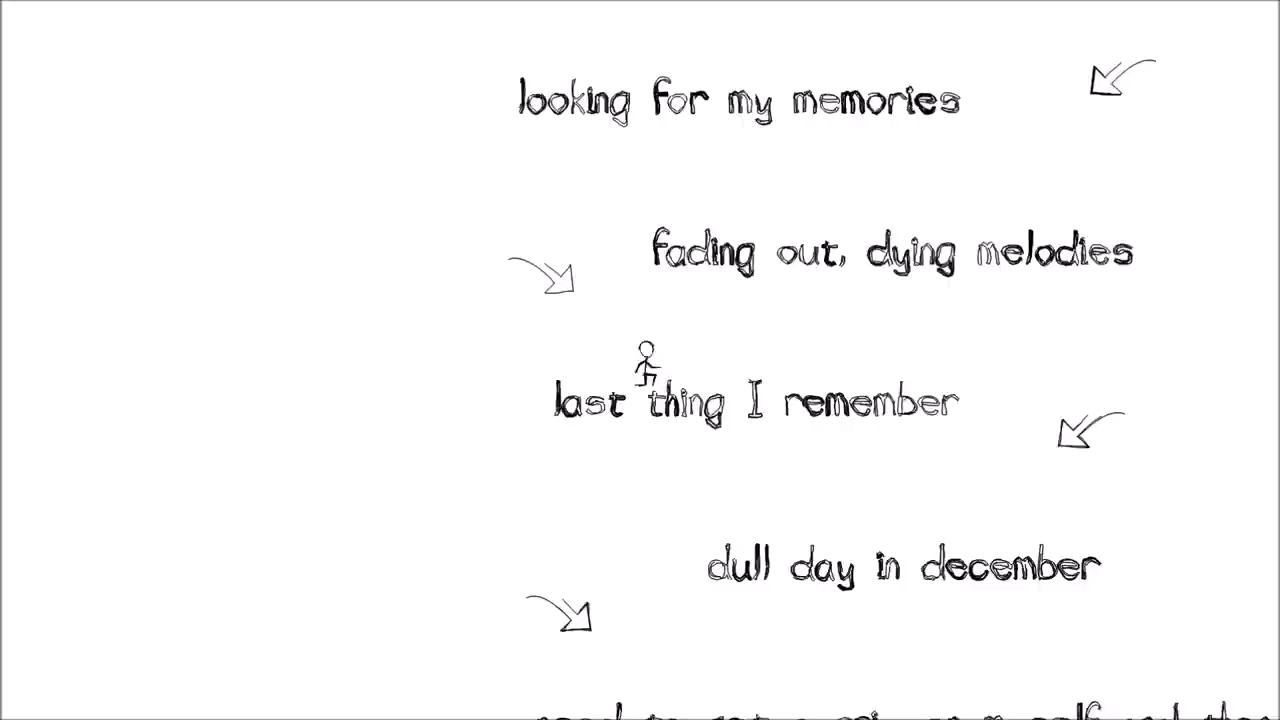 looking for my memories
fading out, dying melodies
last thing I remember
dull day in december